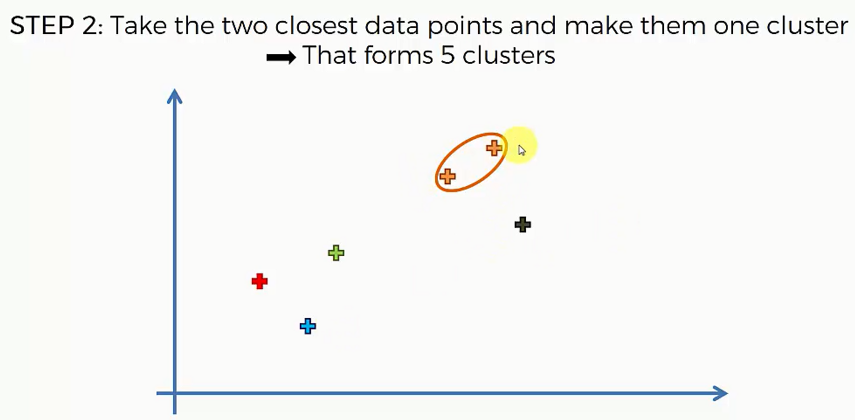 STEP 2: Take the two closest data points and make them one cluster
➡ That forms 5 clusters